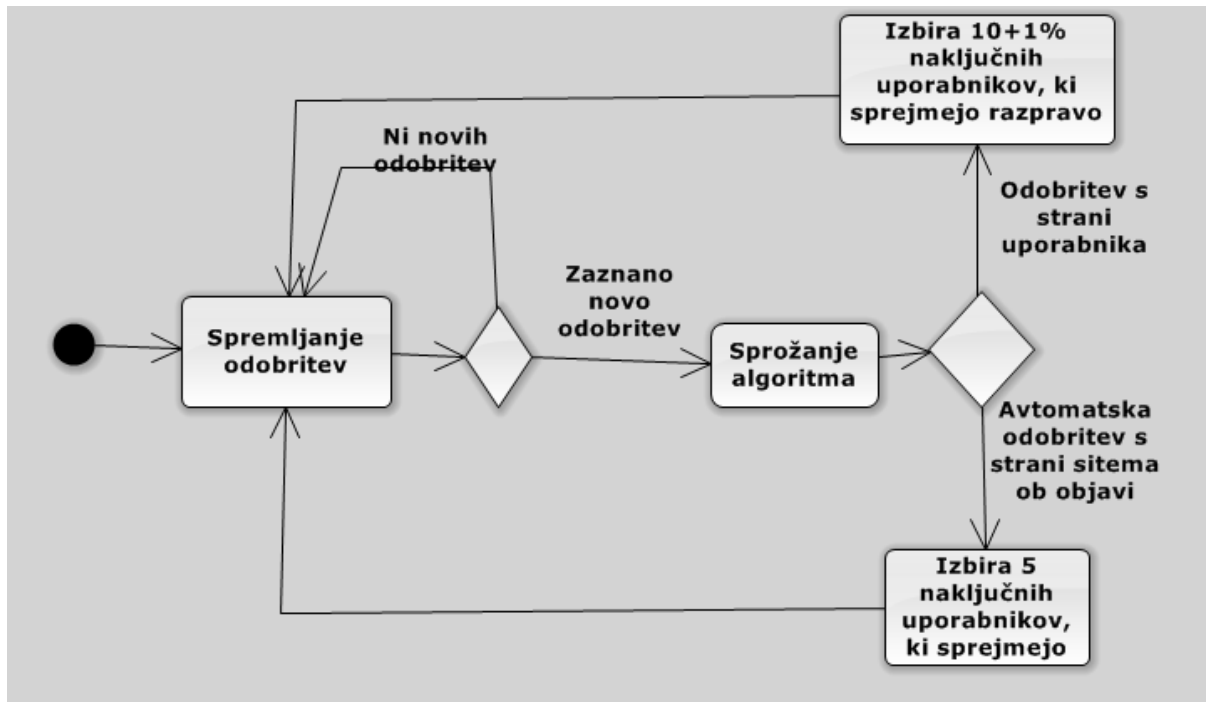 Izbira 10+1%
naključnih
uporabnikov, ki
sprejmejo razpravo
Ni novih
odobritev
Odobritev s
strani
uporabnika
Zaznano
novo
odobritev
Spremljanje
odobritev
Sprožanje
algoritma
Avtomatska
odobritev s
strani sitema
ob objavi
Izbira 5
naključnih
uporabnikov,
ki sprejmejo